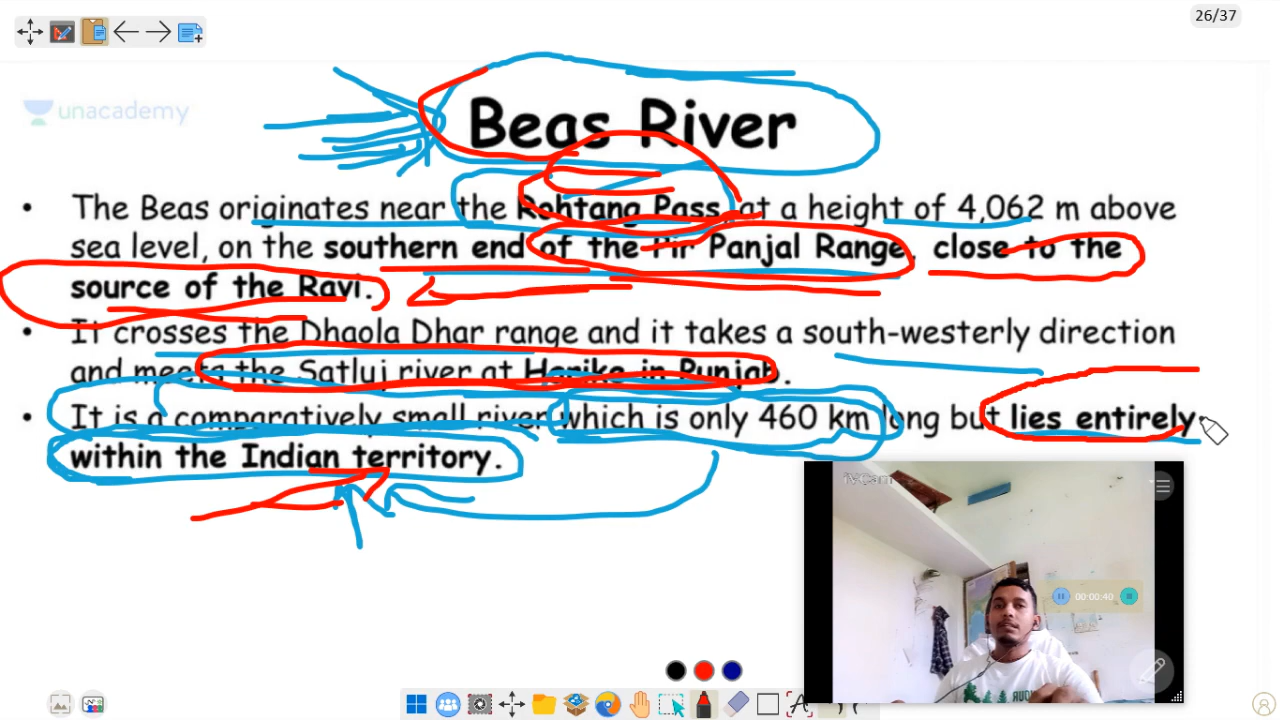 26/37
unacademy
Beas River
• The Beas originates near the Rohtang Pass, at a height of 4,062 m above
sea level, on the southern end of the Pir Panjal Range, close to the
source of the Ravi.
• It crosses the Dhaola Dhar range and it takes a south-westerly direction
and meets the Satluj river at Harike in Punjab.
• It is a comparatively small river which is only 460 km long but lies entirely
within the Indian territory.
iVCam
00:00:40